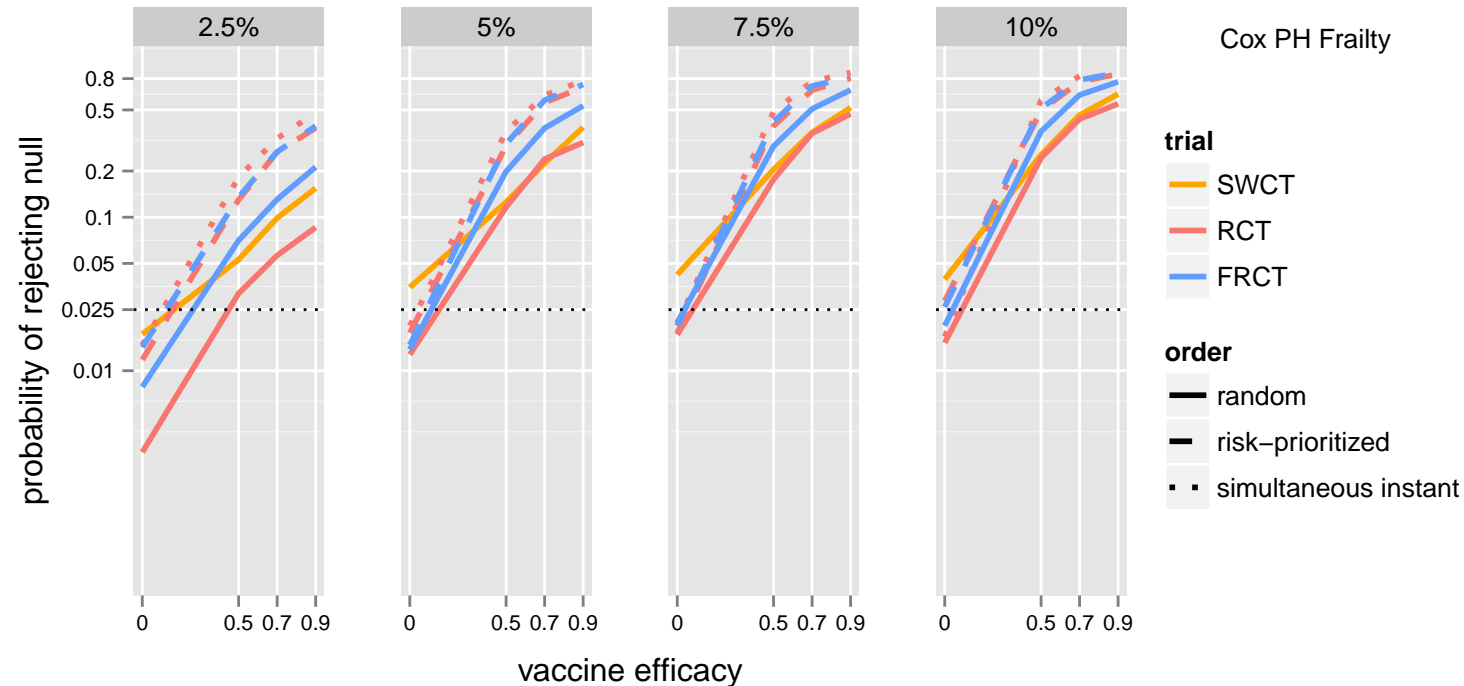 2.5%
5%
7.5%
10%
Cox PH Frailty
probability of rejecting null
0.8
0.5
0.2
0.1
0.05
0.025
0.01
0 0.5 0.7 0.9
0 0.5 0.7 0.9
0 0.5 0.7 0.9
0 0.5 0.7 0.9
vaccine efficacy
trial
SWCT
RCT
FRCT
order
random
risk−prioritized
simultaneous instant